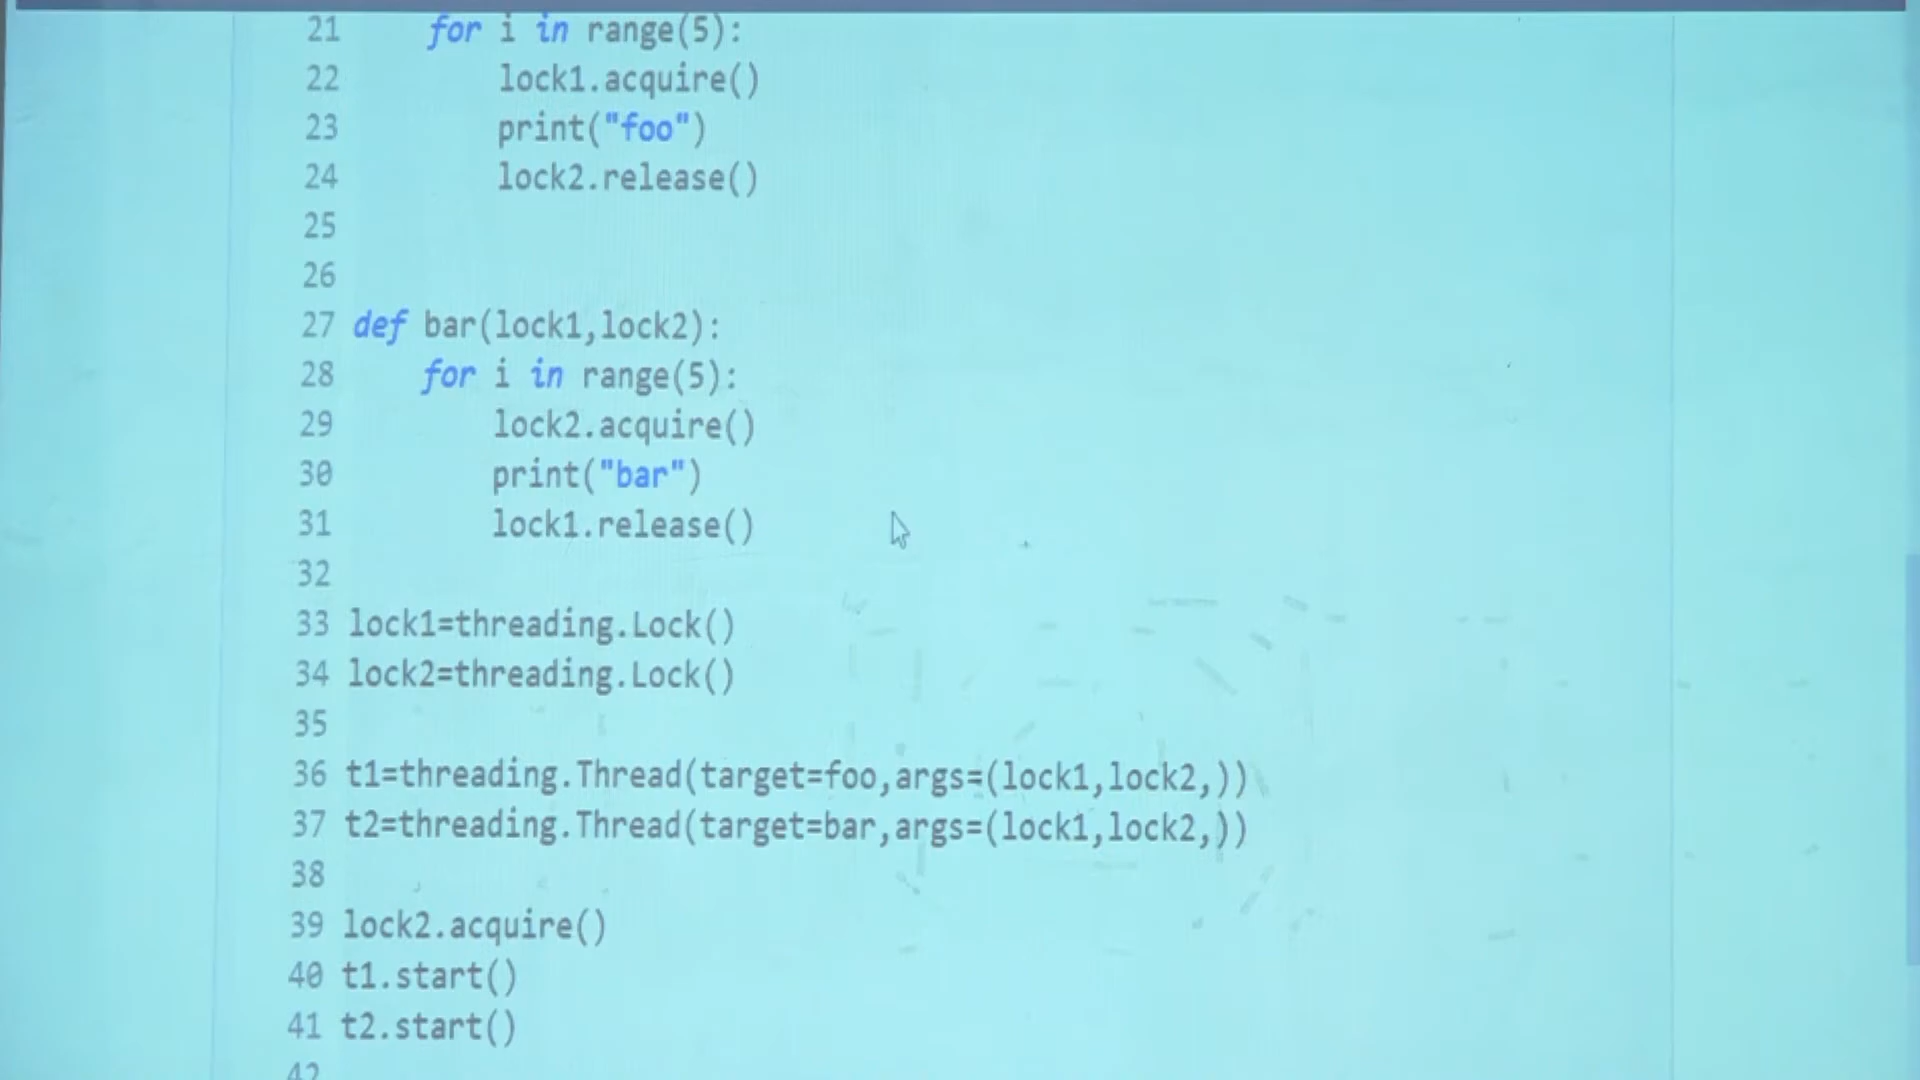 21 for i in range(5):
22 lock1.acquire()
23 print("foo")
24 lock2.release()
25
26
27 def bar(lock1,lock2):
28 for i in range(5):
29 lock2.acquire()
30 print("bar")
31 lock1.release()
32
33 lock1=threading.Lock()
34 lock2=threading.Lock()
35
36 t1=threading.Thread(target=foo,args=(lock1,lock2,))
37 t2=threading.Thread(target=bar,args=(lock1,lock2,))
38
39 lock2.acquire()
40 t1.start()
41 t2.start()
42